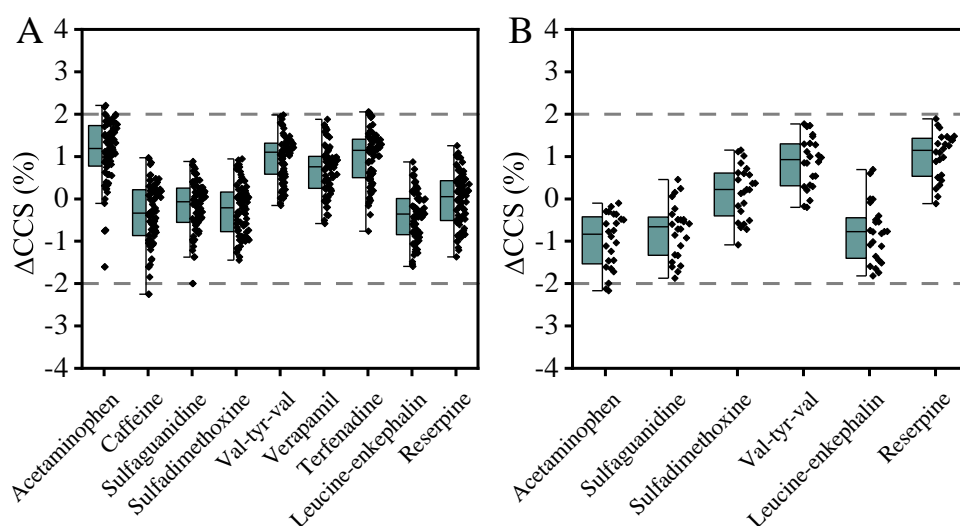 A
ΔCCS (%)
4
3
2
1
0
-1
-2
-3
-4
Acetaminophen
Caffeine
Sulfaguanidine
Sulfadimethoxine
Val-tyr-val
Verapamil
Terfenadine
Leucine-enkephalin
Reserpine
B
ΔCCS (%)
4
3
2
1
0
-1
-2
-3
-4
Acetaminophen
Sulfaguanidine
Sulfadimethoxine
Val-tyr-val
Leucine-enkephalin
Reserpine